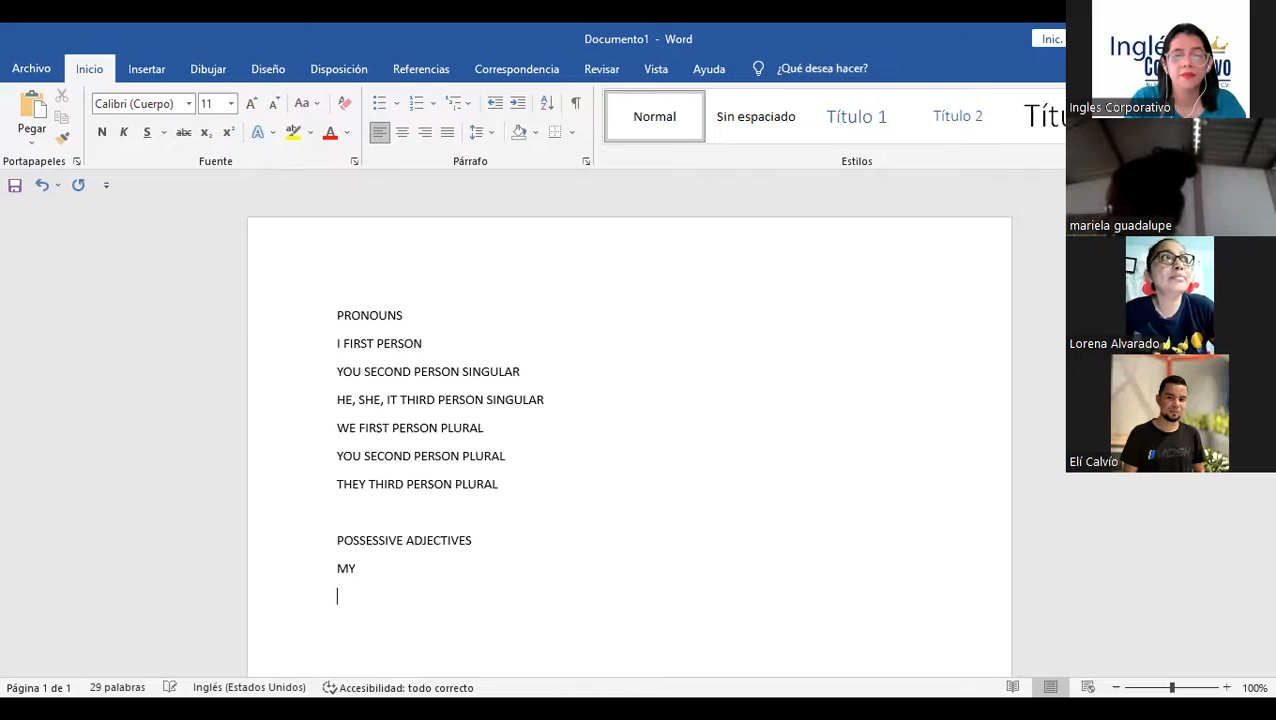 Documento1 - Word
Inic.
Archivo Inicio Insertar Dibujar Diseño Disposición Referencias Correspondencia Revisar Vista Ayuda ¿Qué desea hacer?
Pegar
Calibri (Cuerpo) 11
Normal
Sin espaciado
Título 1
Título 2
Portapapeles
Fuente
Párrafo
Estilos
PRONOUNS
I FIRST PERSON
YOU SECOND PERSON SINGULAR
HE, SHE, IT THIRD PERSON SINGULAR
WE FIRST PERSON PLURAL
YOU SECOND PERSON PLURAL
THEY THIRD PERSON PLURAL
POSSESSIVE ADJECTIVES
MY
Ingles Corporativo
mariela guadalupe
Lorena Alvarado
Elí Calvío
Página 1 de 1 29 palabras Inglés (Estados Unidos) Accesibilidad: todo correcto 100%